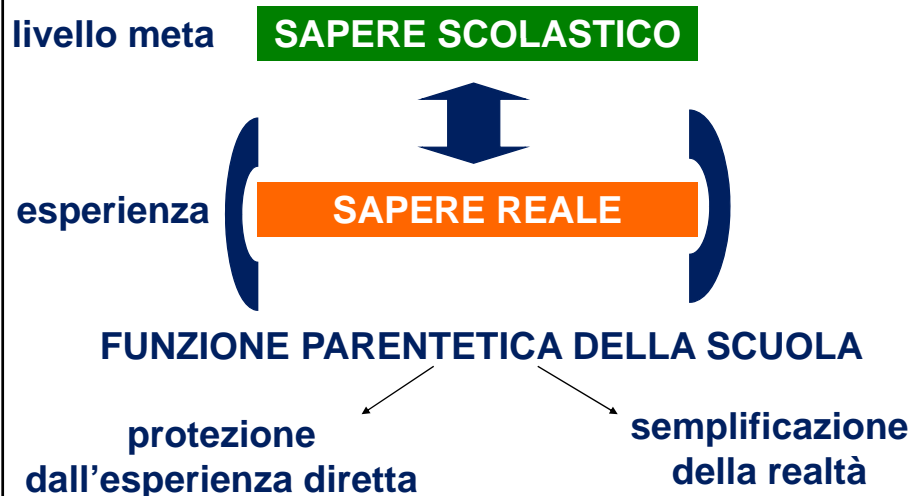 livello meta
SAPERE SCOLASTICO
esperienza
SAPERE REALE
FUNZIONE PARENTETICA DELLA SCUOLA
protezione
dall'esperienza diretta
semplificazione
della realtà